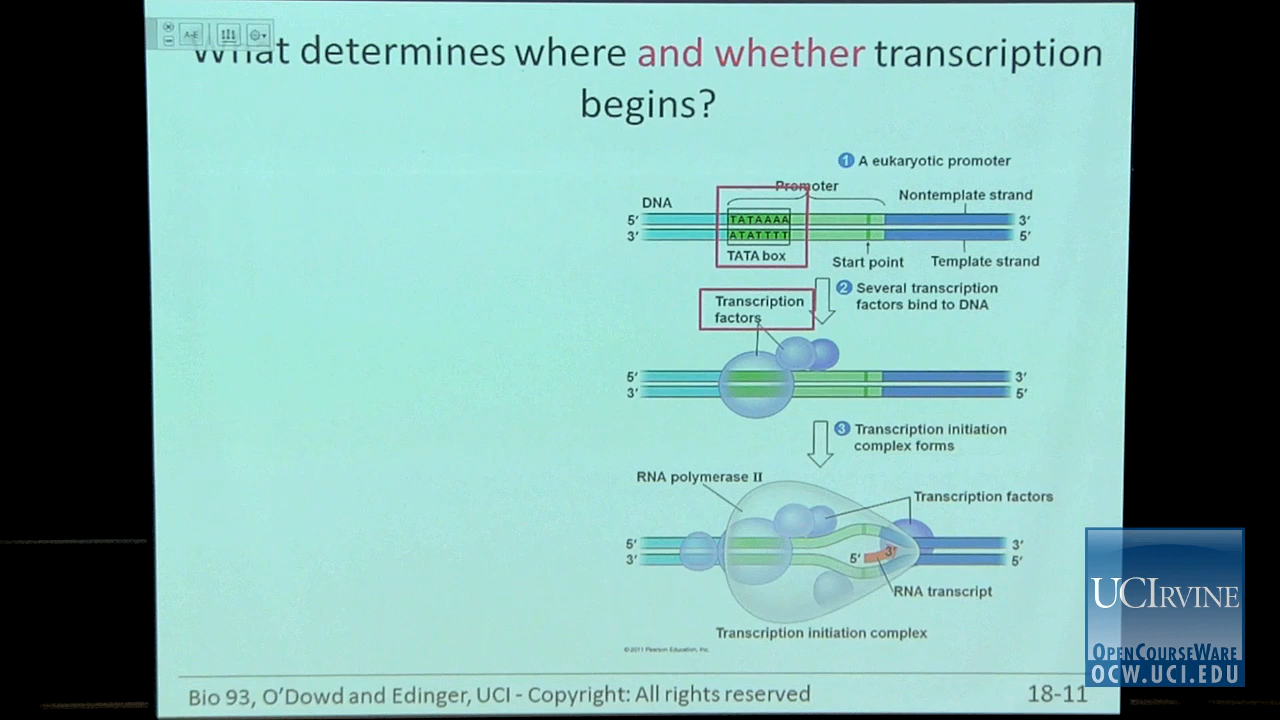 What determines where and whether transcription
begins?
1 A eukaryotic promoter
Promoter
DNA
Nontemplate strand
5′ TATAAAA 3′
3′ ATATTTT 5′
TATA box
Start point
Template strand
2 Several transcription
factors bind to DNA
Transcription
factors
5′ 3′
3′ 5′
3 Transcription initiation
complex forms
RNA polymerase II
Transcription factors
5′ 3′
3′ 5′
5′ 3′
RNA transcript
Transcription initiation complex
© 2011 Pearson Education, Inc.
Bio 93, O’Dowd and Edinger, UCI - Copyright: All rights reserved
18-11
UCIRVINE
OPENCOURSEWARE
OCW.UCI.EDU